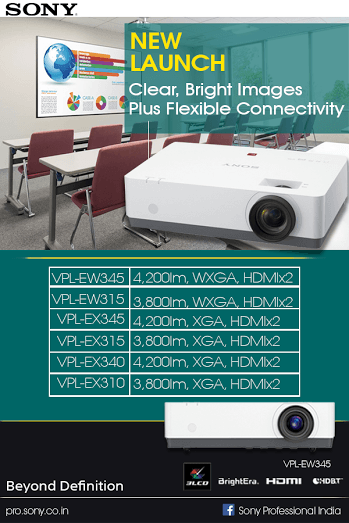 SONY
NEW
LAUNCH
Clear, Bright Images
Plus Flexible Connectivity
SONY
VPL-EW345 4,200lm, WXGA, HDMIx2
VPL-EW315 3,800lm, WXGA, HDMIx2
VPL-EX345 4,200lm, XGA, HDMIx2
VPL-EX315 3,800lm, XGA, HDMIx2
VPL-EX340 4,200lm, XGA, HDMIx2
VPL-EX310 3,800lm, XGA, HDMIx2
VPL-EW345
3LCD BrightEra. HDMI HDBT
Beyond Definition
pro.sony.co.in
Sony Professional India